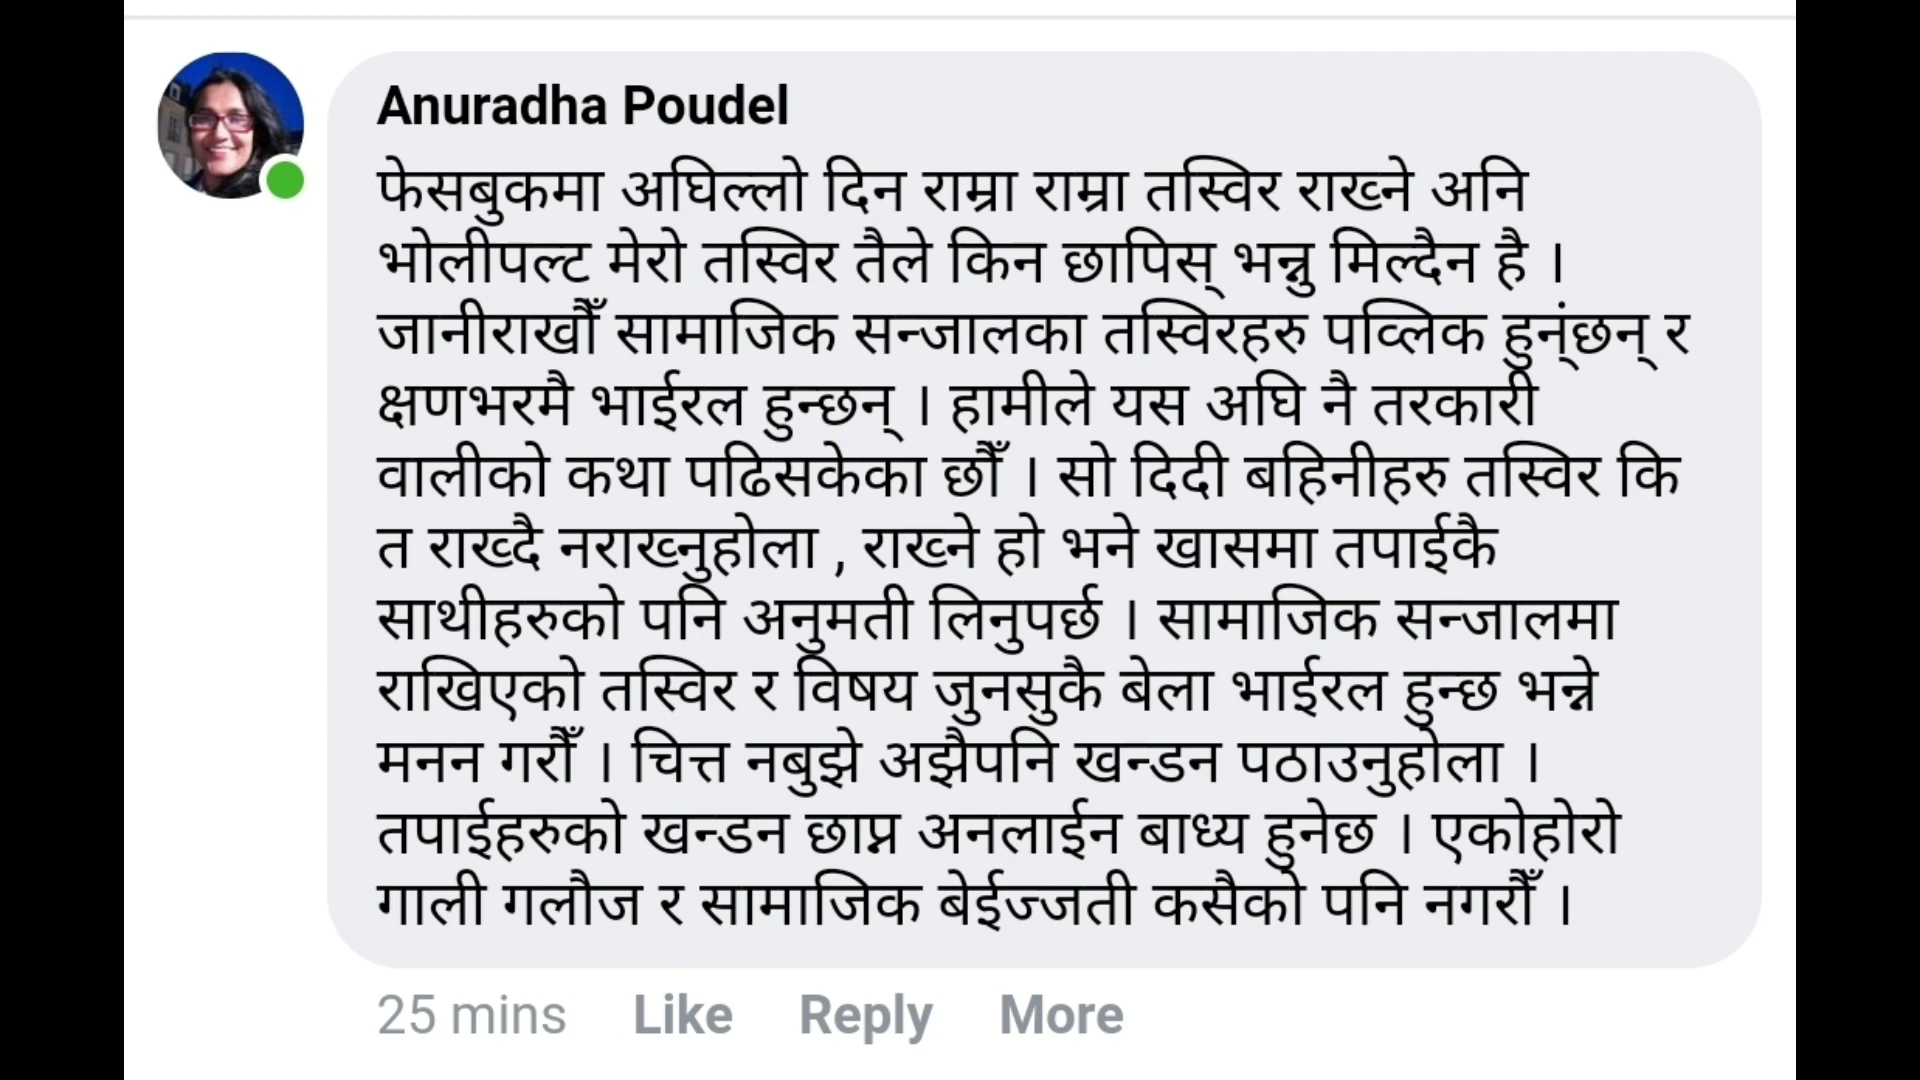 Anuradha Poudel
फेसबुकमा अघिल्लो दिन राम्रा राम्रा तस्विर राख्ने अनि
भोलीपल्ट मेरो तस्विर तैले किन छापिस् भन्नु मिल्दैन है ।
जानीराखौँ सामाजिक सन्जालका तस्विरहरु पव्लिक हुन्ंछन् र
क्षणभरमै भाईरल हुन्छन् । हामीले यस अघि नै तरकारी
वालीको कथा पढिसकेका छौँ । सो दिदी बहिनीहरु तस्विर कि
त राख्दै नराख्नुहोला , राख्ने हो भने खासमा तपाईकै
साथीहरुको पनि अनुमती लिनुपर्छ । सामाजिक सन्जालमा
राखिएको तस्विर र विषय जुनसुकै बेला भाईरल हुन्छ भन्ने
मनन गरौँ । चित्त नबुझे अझैपनि खन्डन पठाउनुहोला ।
तपाईहरुको खन्डन छाप्न अनलाईन बाध्य हुनेछ । एकोहोरो
गाली गलौज र सामाजिक बेईज्जती कसैको पनि नगरौँ ।
25 mins Like Reply More